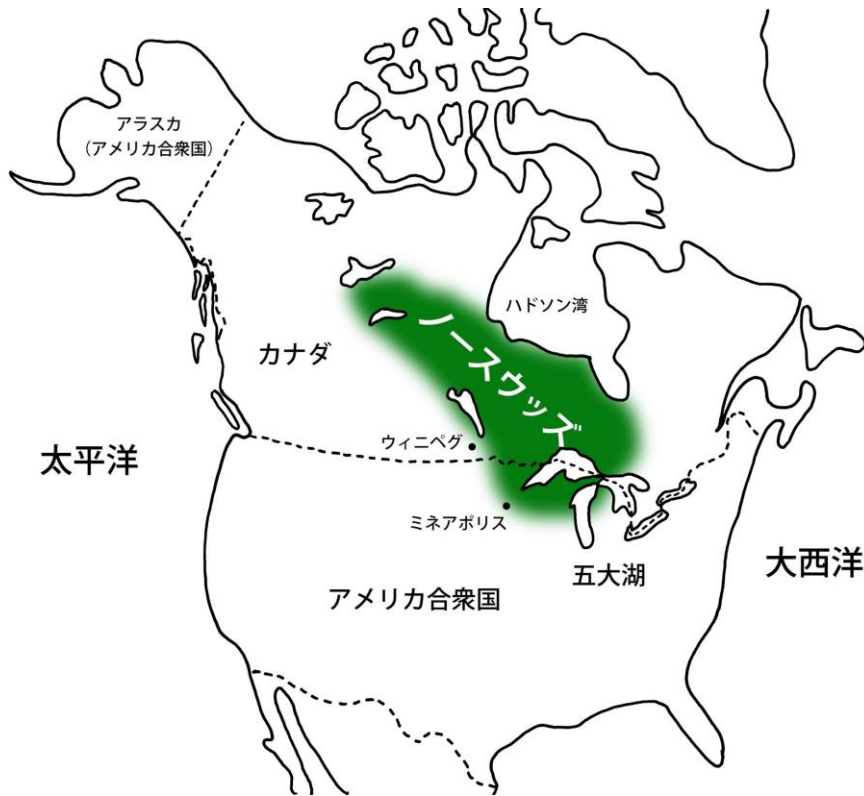 アラスカ
（アメリカ合衆国）
ハドソン湾
ノースウッズ
カナダ
ウィニペグ
太平洋
ミネアポリス
大西洋
五大湖
アメリカ合衆国